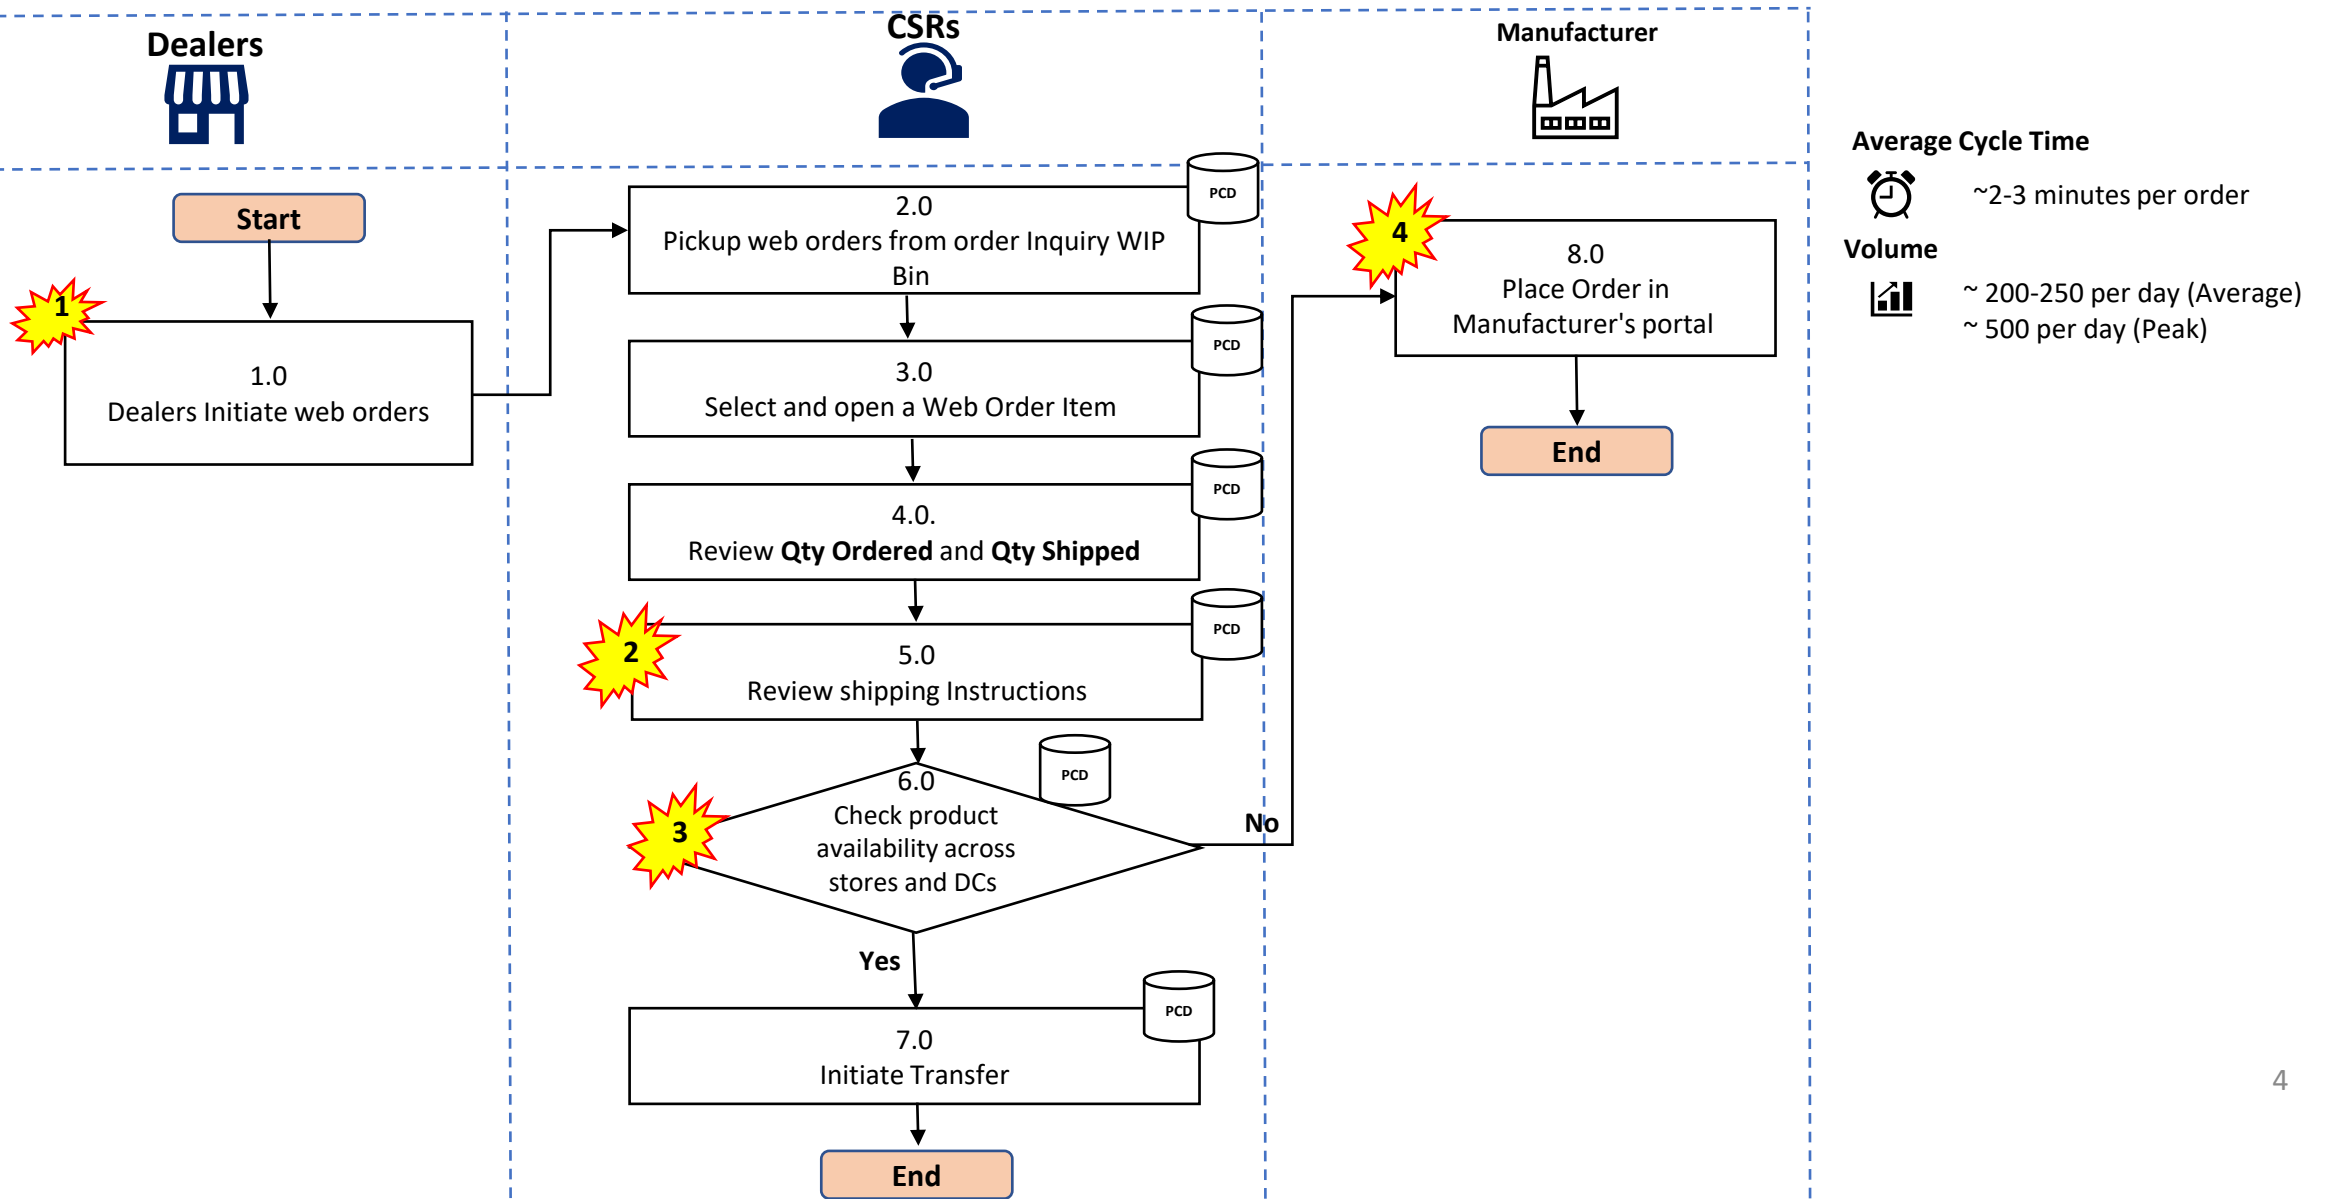 Dealers
CSRs
Manufacturer
Start
1
1.0
Dealers Initiate web orders
PCD
2.0
Pickup web orders from order Inquiry WIP
Bin
PCD
3.0
Select and open a Web Order Item
PCD
4.0.
Review Qty Ordered and Qty Shipped
PCD
2
5.0
Review shipping Instructions
PCD
3
6.0
Check product
availability across
stores and DCs
No
Yes
PCD
7.0
Initiate Transfer
End
4
8.0
Place Order in
Manufacturer's portal
End
Average Cycle Time
~2-3 minutes per order
Volume
~ 200-250 per day (Average)
~ 500 per day (Peak)
4